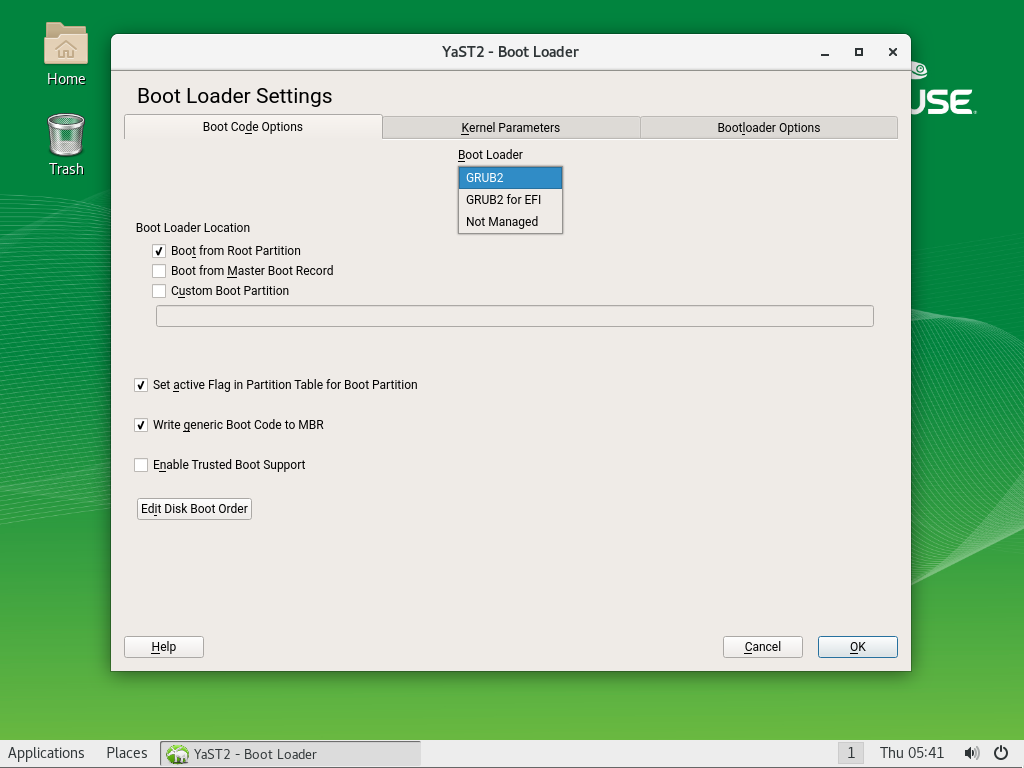 Home
Trash
USE
YaST2 - Boot Loader
Boot Loader Settings
Boot Code Options
Kernel Parameters
Bootloader Options
Boot Loader
GRUB2
GRUB2 for EFI
Not Managed
Boot Loader Location
Boot from Root Partition
Boot from Master Boot Record
Custom Boot Partition
Set active Flag in Partition Table for Boot Partition
Write generic Boot Code to MBR
Enable Trusted Boot Support
Edit Disk Boot Order
Help
Cancel
OK
Applications
Places
YaST2 - Boot Loader
1
Thu 05:41